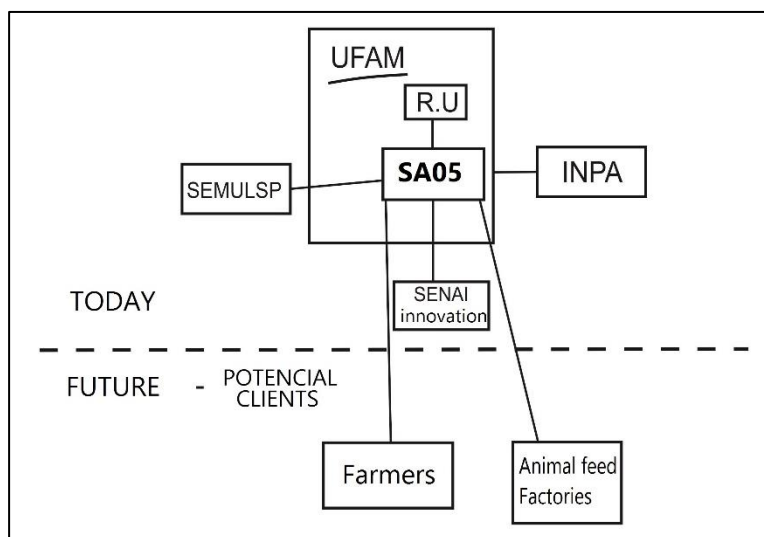 UFAM
R.U
SA05
SEMULSP
INPA
SENAI
innovation
TODAY
FUTURE - POTENCIAL
CLIENTS
Farmers
Animal feed
Factories